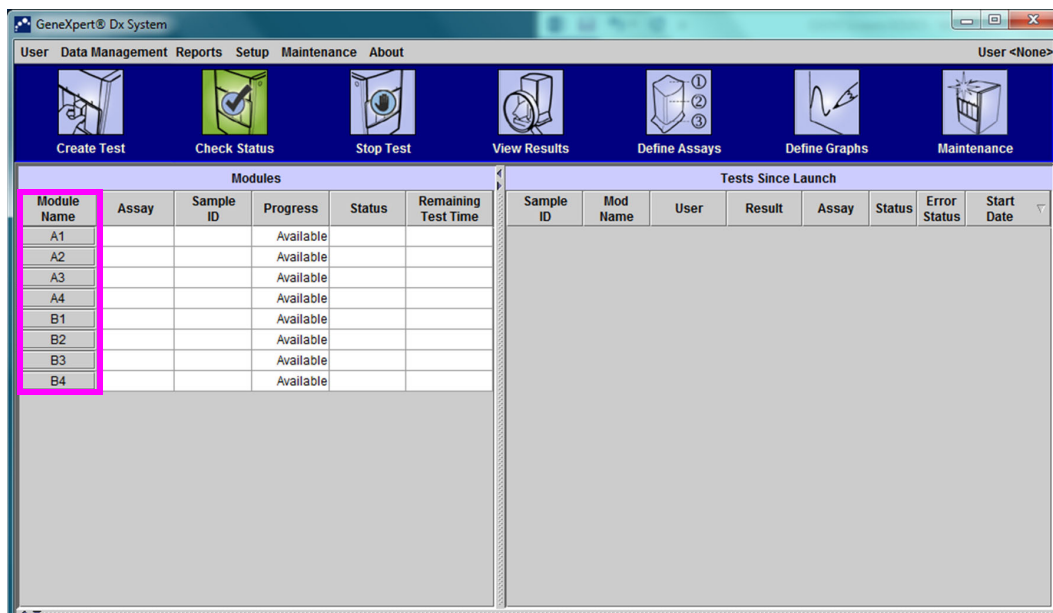 GeneXpert® Dx System
User Data Management Reports Setup Maintenance About User <None>
① ② ③
Create Test Check Status Stop Test View Results Define Assays Define Graphs Maintenance
Modules
Module Name Assay Sample ID Progress Status Remaining Test Time
A1 Available
A2 Available
A3 Available
A4 Available
B1 Available
B2 Available
B3 Available
B4 Available
Tests Since Launch
Sample ID Mod Name User Result Assay Status Error Status Start Date